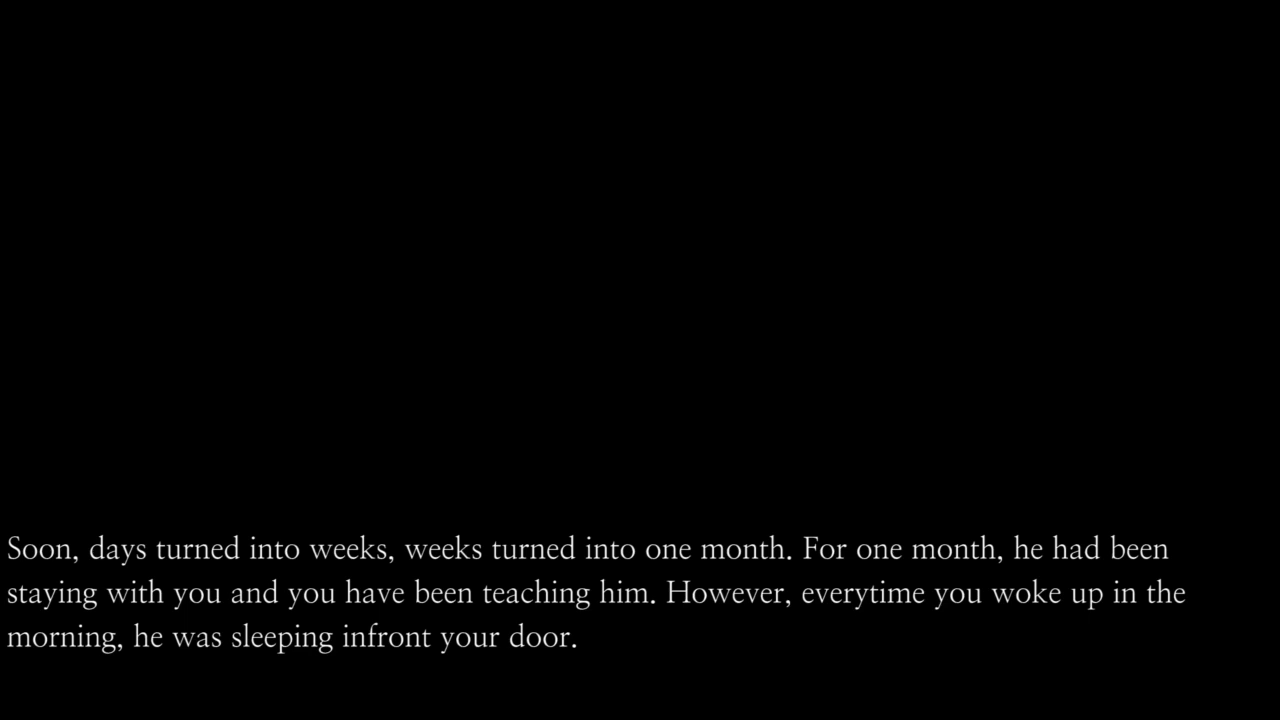 Soon, days turned into weeks, weeks turned into one month. For one month, he had been
staying with you and you have been teaching him. However, everytime you woke up in the
morning, he was sleeping infront your door.